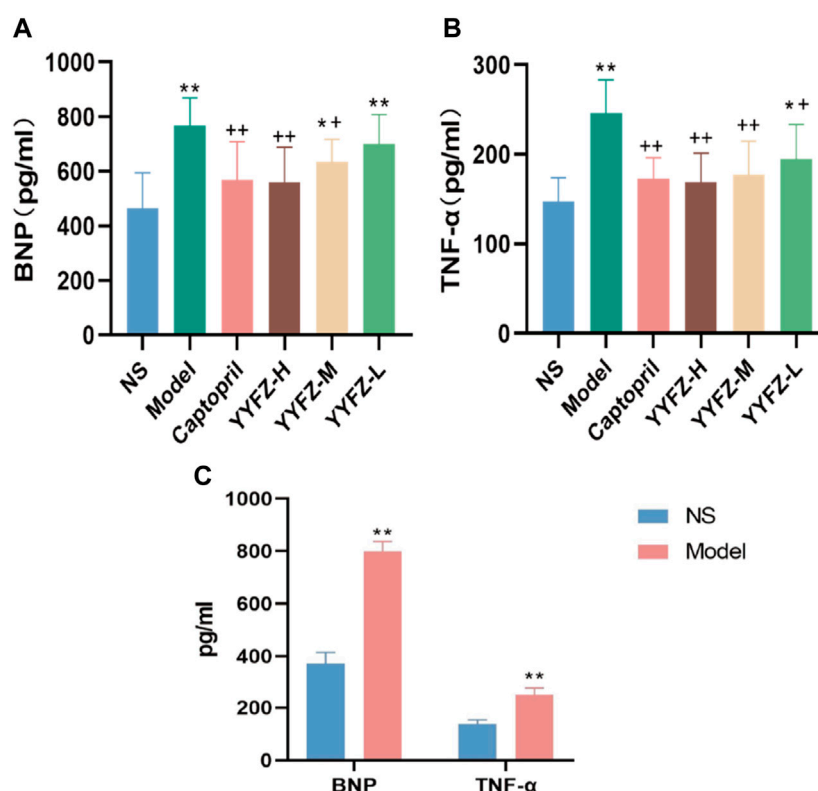 A
BNP (pg/ml)
1000
800
600
400
200
0
**
++
++
*+
**
NS
Model
Captopril
YYFZ-H
YYFZ-M
YYFZ-L
B
TNF-α(pg/ml)
300
200
100
0
**
++
++
++
*+
NS
Model
Captopril
YYFZ-H
YYFZ-M
YYFZ-L
C
pg/ml
1000
800
600
400
200
0
**
**
BNP
TNF-α
NS
Model